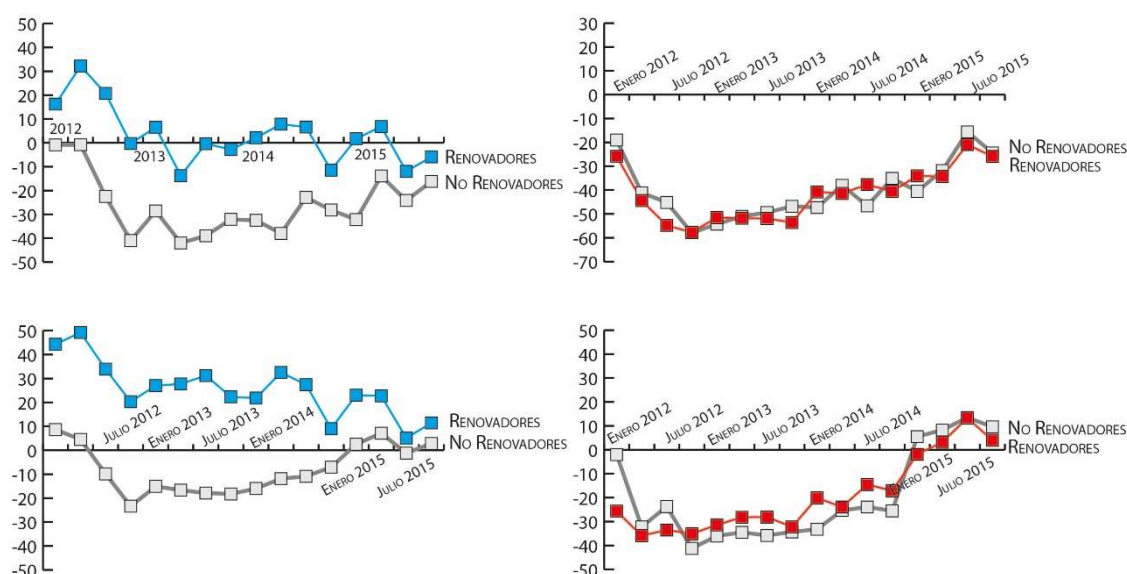 50
40
30
20
10
0
-10
-20
-30
-40
-50
2012
2013
2014
2015
RENOVADORES
NO RENOVADORES
30
20
10
0
-10
-20
-30
-40
-50
-60
-70
ENERO 2012
JULIO 2012
ENERO 2013
JULIO 2013
ENERO 2014
JULIO 2014
ENERO 2015
JULIO 2015
NO RENOVADORES
RENOVADORES
50
40
30
20
10
0
-10
-20
-30
-40
-50
JULIO 2012
ENERO 2013
JULIO 2013
ENERO 2014
ENERO 2015
JULIO 2015
RENOVADORES
NO RENOVADORES
50
40
30
20
10
0
-10
-20
-30
-40
-50
ENERO 2012
JULIO 2012
ENERO 2013
JULIO 2013
ENERO 2014
JULIO 2014
ENERO 2015
JULIO 2015
NO RENOVADORES
RENOVADORES